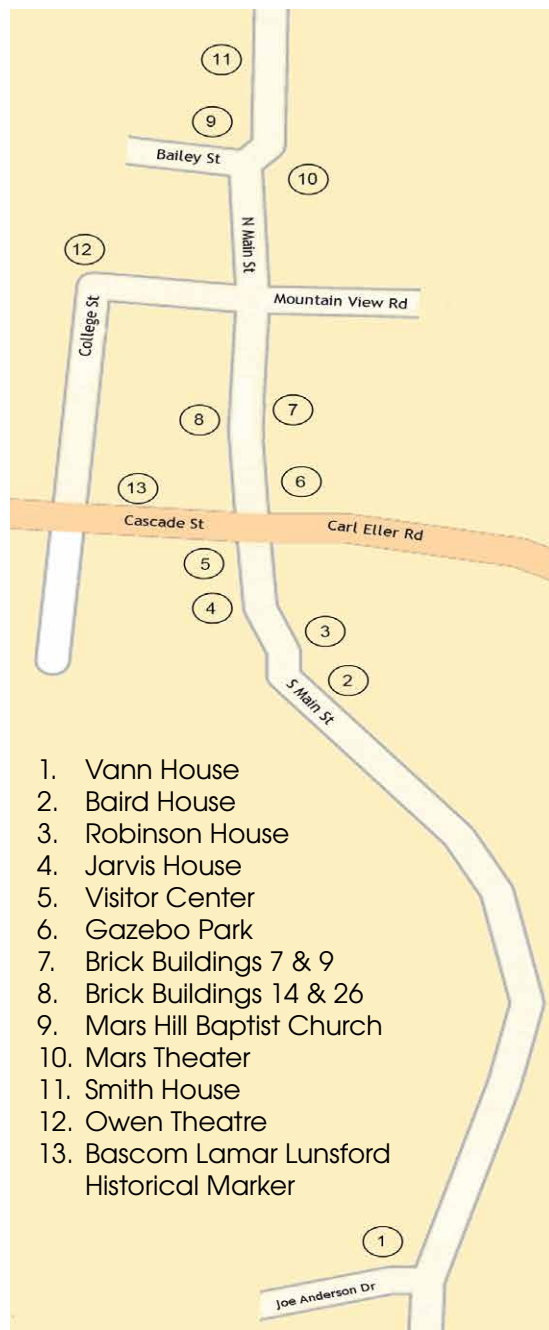 11
9
Bailey St
10
N Main St
12
Mountain View Rd
College St
7
8
6
13
Cascade St
Carl Eller Rd
5
4
3
2
S Main St
1. Vann House
2. Baird House
3. Robinson House
4. Jarvis House
5. Visitor Center
6. Gazebo Park
7. Brick Buildings 7 & 9
8. Brick Buildings 14 & 26
9. Mars Hill Baptist Church
10. Mars Theater
11. Smith House
12. Owen Theatre
13. Bascom Lamar Lunsford
Historical Marker
1
Joe Anderson Dr